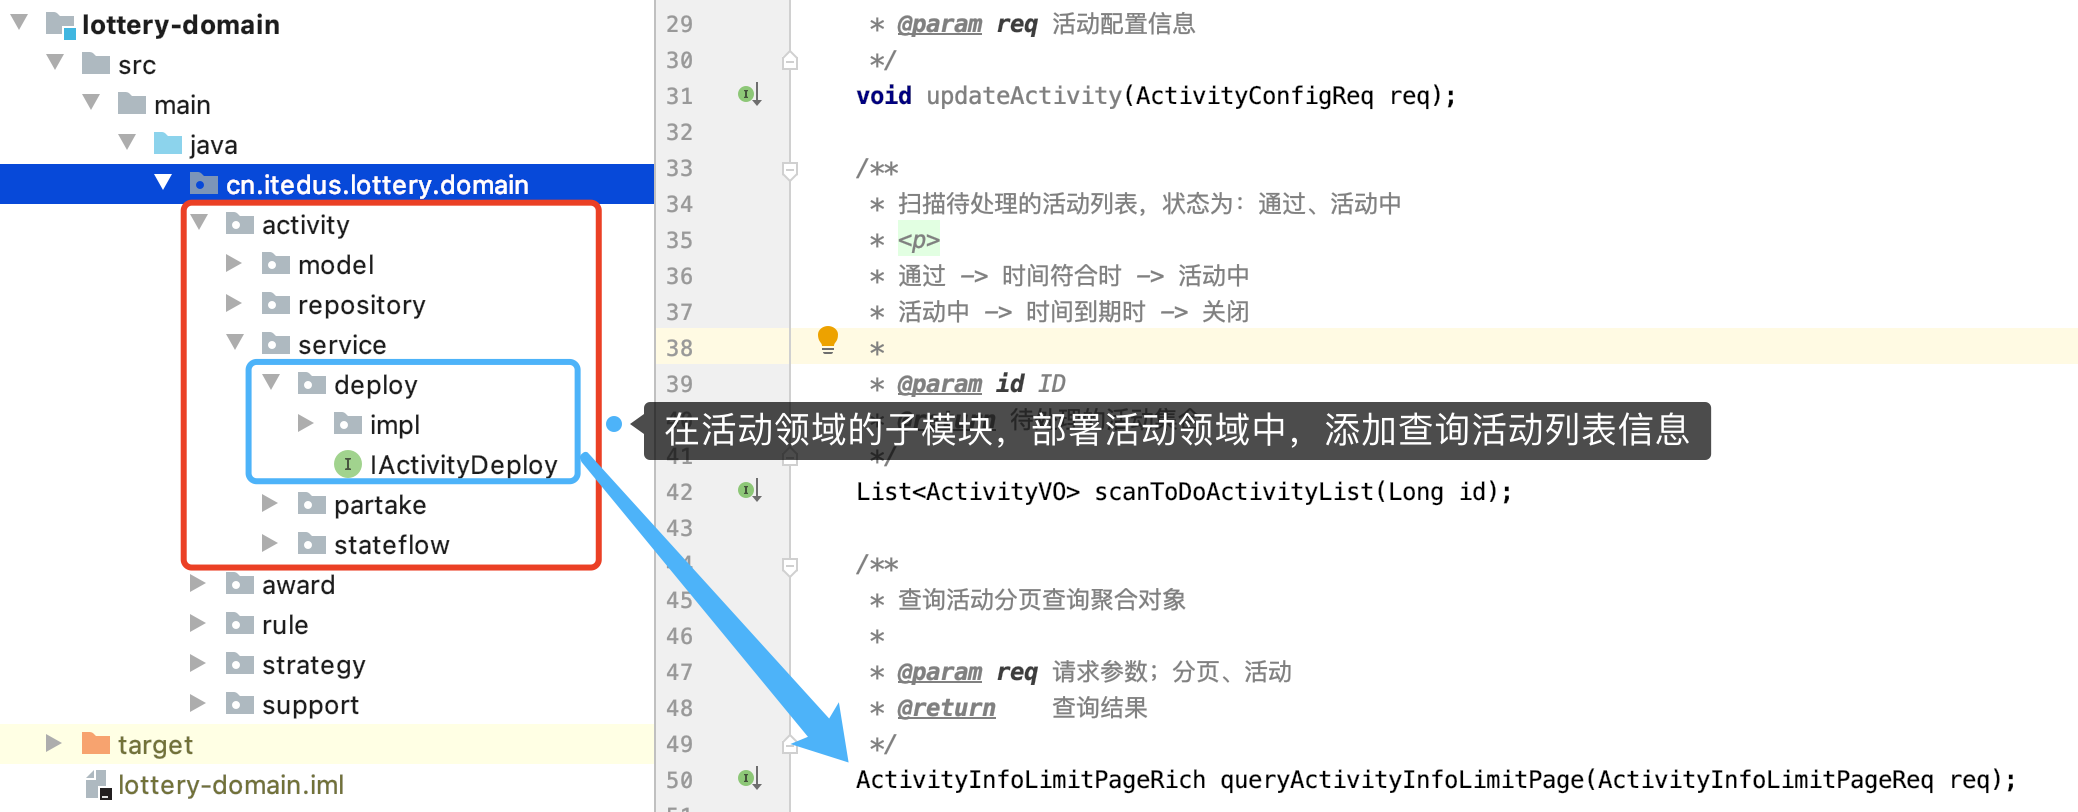 lottery-domain
src
main
java
cn.itedus.lottery.domain
activity
model
repository
service
deploy
impl
IActivityDeploy
partake
stateflow
award
rule
strategy
support
target
lottery-domain.iml
在活动领域的子模块，部署活动领域中，添加查询活动列表信息
29 * @param req 活动配置信息
30 */
31 void updateActivity(ActivityConfigReq req);
32
33 /**
34 * 扫描待处理的活动列表，状态为：通过、活动中
35 * <p>
36 * 通过 -> 时间符合时 -> 活动中
37 * 活动中 -> 时间到期时 -> 关闭
38 *
39 * @param id ID
41 */
42 List<ActivityVO> scanToDoActivityList(Long id);
43
/**
45 * 查询活动分页查询聚合对象
46 *
47 * @param req 请求参数；分页、活动
48 * @return 查询结果
49 */
50 ActivityInfoLimitPageRich queryActivityInfoLimitPage(ActivityInfoLimitPageReq req);